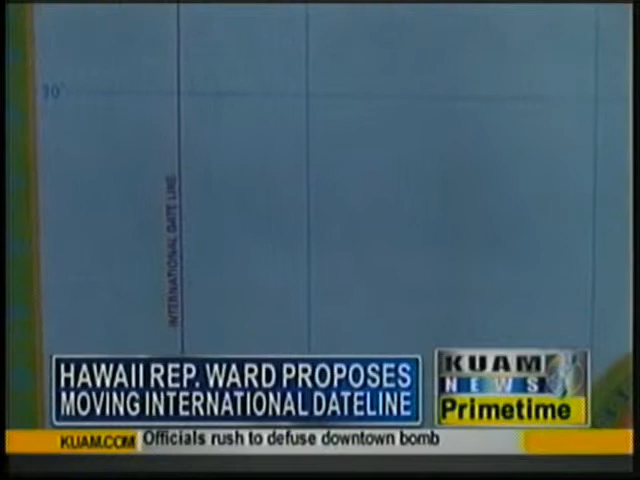 30°
INTERNATIONAL DATE LINE
HAWAII REP. WARD PROPOSES
MOVING INTERNATIONAL DATELINE
KUAM
NEWS
Primetime
KUAM.COM Officials rush to defuse downtown bomb